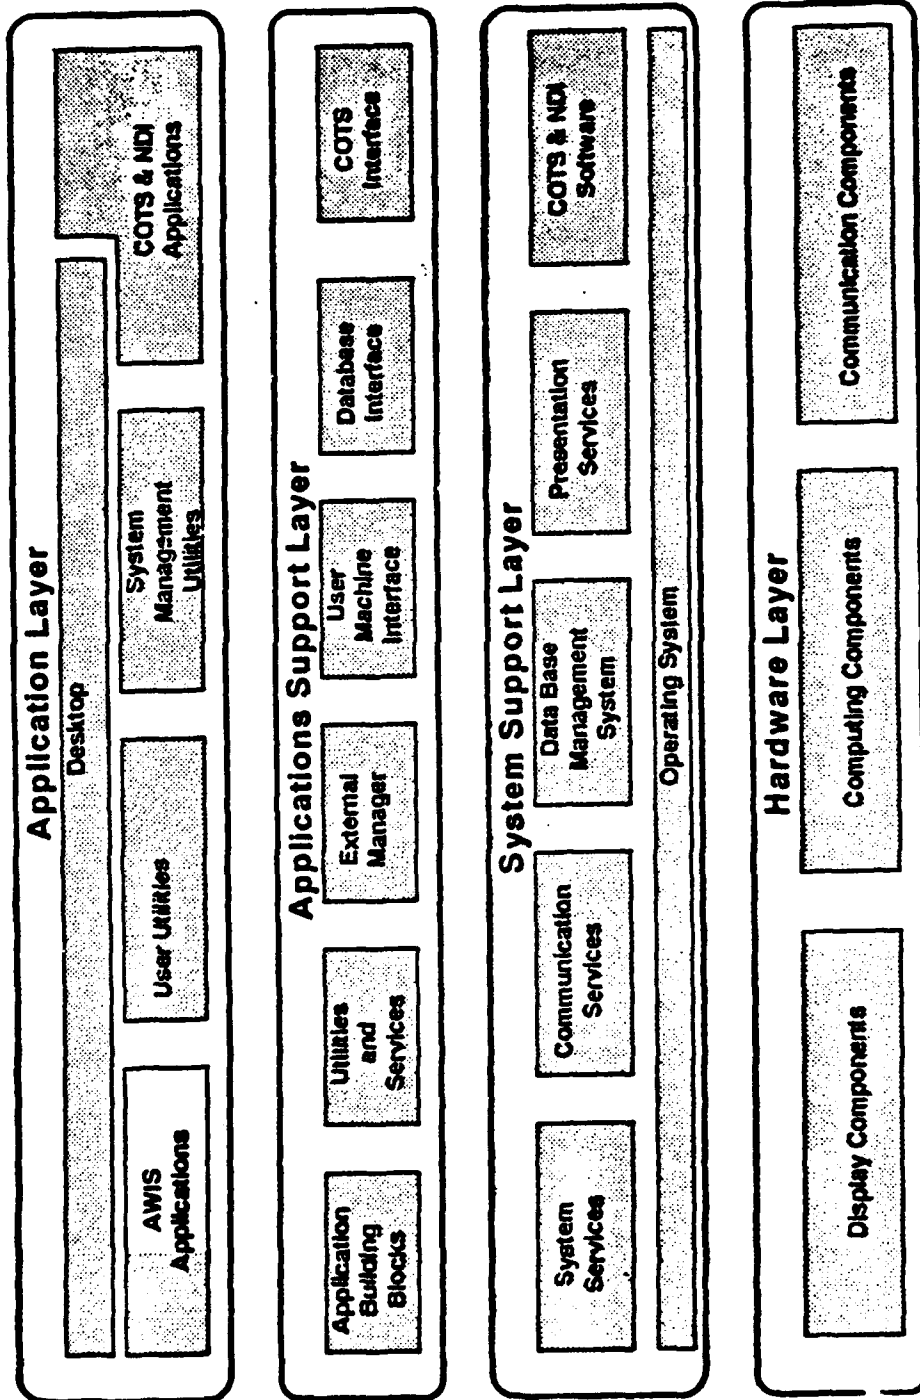 Application Layer
Desktop
AWIS
Applications
User Utilities
System
Management
Utilities
COTS & NDI
Applications
Applications Support Layer
Application
Building
Blocks
Utilities
and
Services
External
Manager
User
Machine
Interface
Database
Interface
COTS
Interface
System Support Layer
System
Services
Communication
Services
Data Base
Management
System
Presentation
Services
COTS & NDI
Software
Operating System
Hardware Layer
Display Components
Computing Components
Communication Components